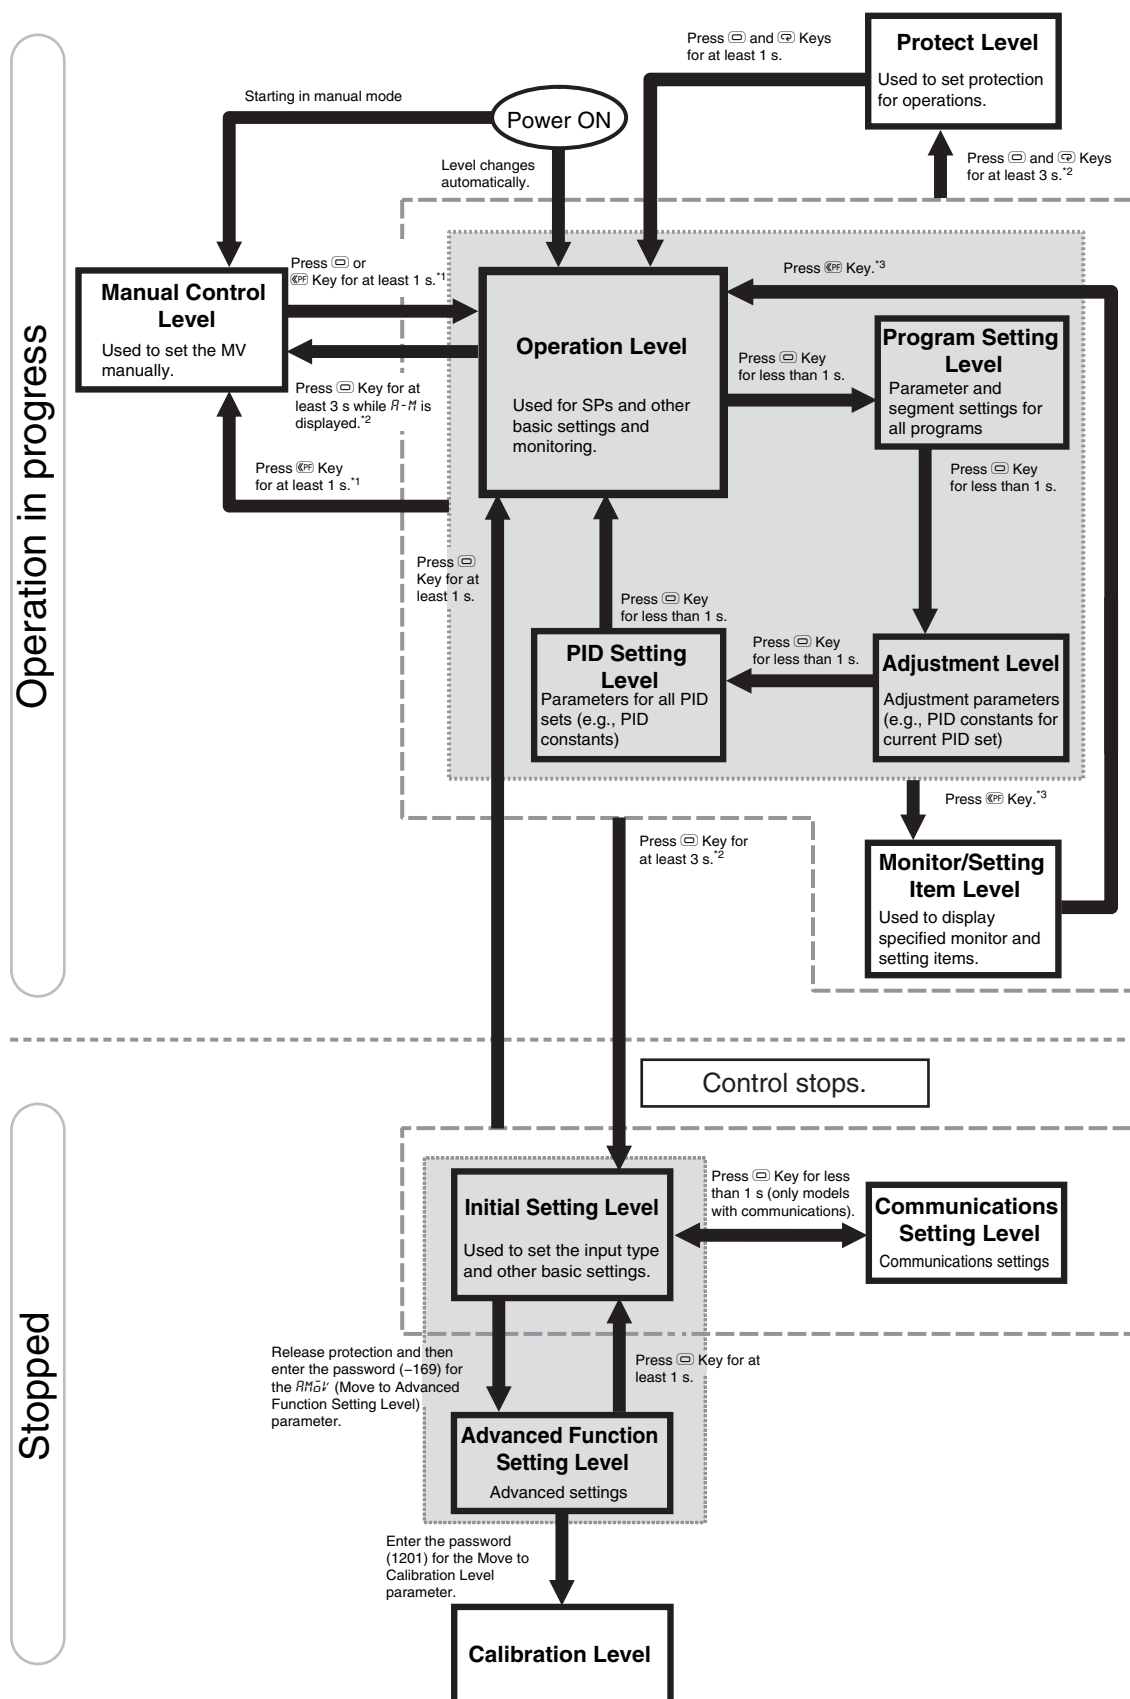 Operation in progress
Press and Keys
for at least 1 s.
Protect Level
Used to set protection
for operations.
Starting in manual mode
Power ON
Level changes
automatically.
Press and Keys
for at least 3 s.*2
Press or
PF Key for at least 1 s.*1
Manual Control
Level
Used to set the MV
manually.
Press PF Key.*3
Operation Level
Used for SPs and other
basic settings and
monitoring.
Press Key
for less than 1 s.
Program Setting
Level
Parameter and
segment settings for
all programs
Press Key for at
least 3 s while A-M is
displayed.*2
Press PF Key
for at least 1 s.*1
Press Key
for less than 1 s.
Press
Key for at
least 1 s.
Press Key
for less than 1 s.
Press Key
for less than 1 s.
PID Setting
Level
Parameters for all PID
sets (e.g., PID
constants)
Adjustment Level
Adjustment parameters
(e.g., PID constants for
current PID set)
Press PF Key.*3
Press Key for
at least 3 s.*2
Monitor/Setting
Item Level
Used to display
specified monitor and
setting items.
Control stops.
Stopped
Initial Setting Level
Used to set the input type
and other basic settings.
Press Key for less
than 1 s (only models
with communications).
Communications
Setting Level
Communications settings
Release protection and then
enter the password (−169) for
the AMoV (Move to Advanced
Function Setting Level)
parameter.
Press Key for at
least 1 s.
Advanced Function
Setting Level
Advanced settings
Enter the password
(1201) for the Move to
Calibration Level
parameter.
Calibration Level